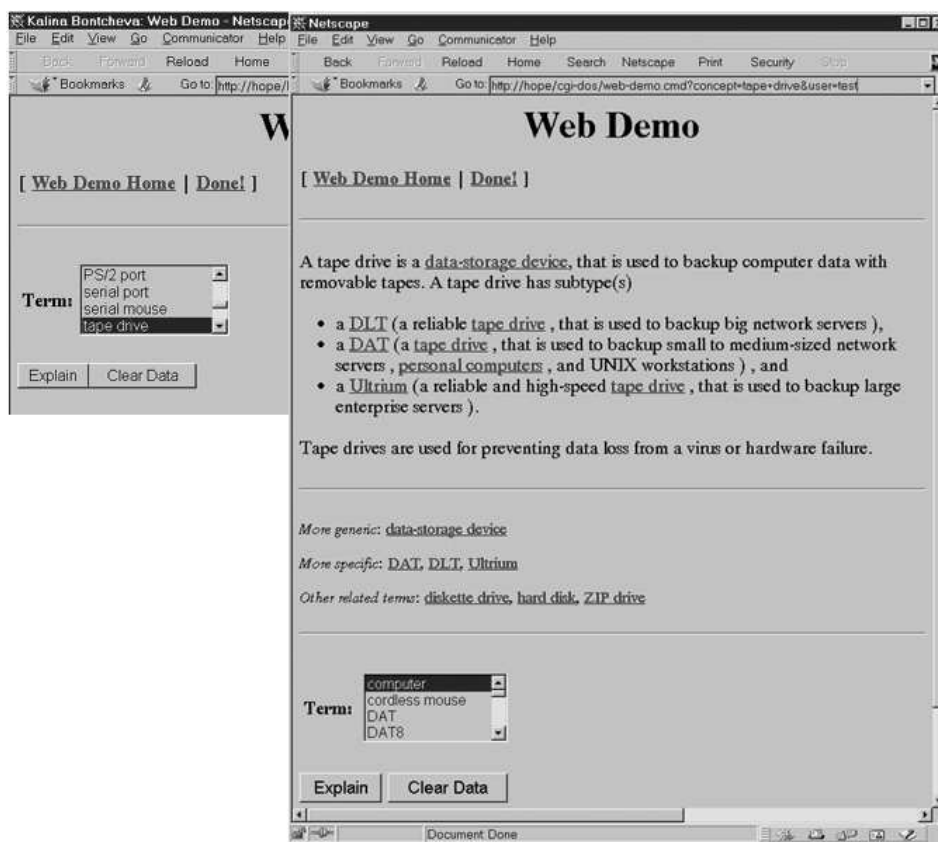 Kalina Bontcheva: Web Demo - Netscap
File Edit View Go Communicator Help
Back Forward Reload Home
Bookmarks Go to: http://hope/
W
[ Web Demo Home | Done! ]
Term:
PS/2 port
serial port
serial mouse
tape drive
Explain Clear Data
Netscape
File Edit View Go Communicator Help
Back Forward Reload Home Search Netscape Print Security Stop
Bookmarks Go to: http://hope/cgi-dos/web-demo.cmd?concept=tape+drive&user=test
Web Demo
[ Web Demo Home | Done! ]
A tape drive is a data-storage device, that is used to backup computer data with
removable tapes. A tape drive has subtype(s)
• a DLT (a reliable tape drive , that is used to backup big network servers ),
• a DAT (a tape drive , that is used to backup small to medium-sized network
servers , personal computers , and UNIX workstations ) , and
• a Ultrium (a reliable and high-speed tape drive , that is used to backup large
enterprise servers ).
Tape drives are used for preventing data loss from a virus or hardware failure.
More generic: data-storage device
More specific: DAT, DLT, Ultrium
Other related terms: diskette drive, hard disk, ZIP drive
Term:
computer
cordless mouse
DAT
DAT8
Explain Clear Data
Document Done